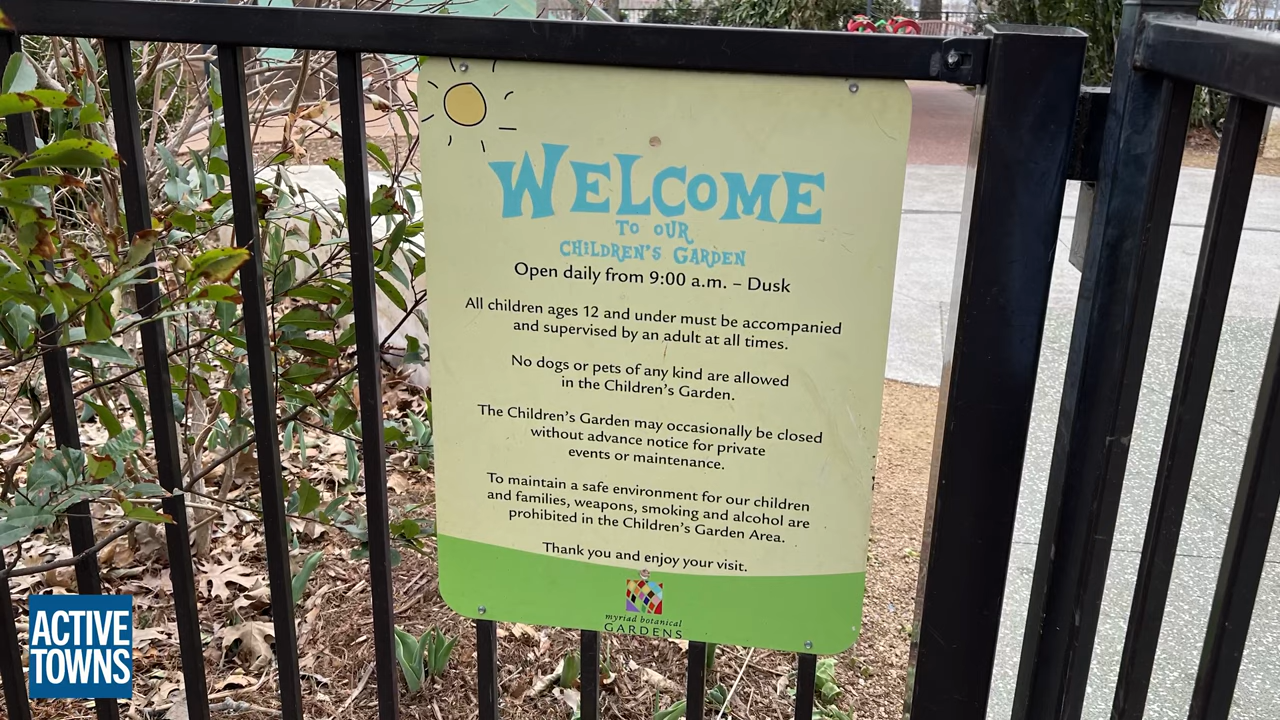 WELCOME
TO OUR
CHILDREN'S GARDEN
Open daily from 9:00 a.m. – Dusk
All children ages 12 and under must be accompanied
and supervised by an adult at all times.
No dogs or pets of any kind are allowed
in the Children's Garden.
The Children's Garden may occasionally be closed
without advance notice for private
events or maintenance.
To maintain a safe environment for our children
and families, weapons, smoking and alcohol are
prohibited in the Children's Garden Area.
Thank you and enjoy your visit.
myriad botanical
GARDENS
ACTIVE
TOWNS